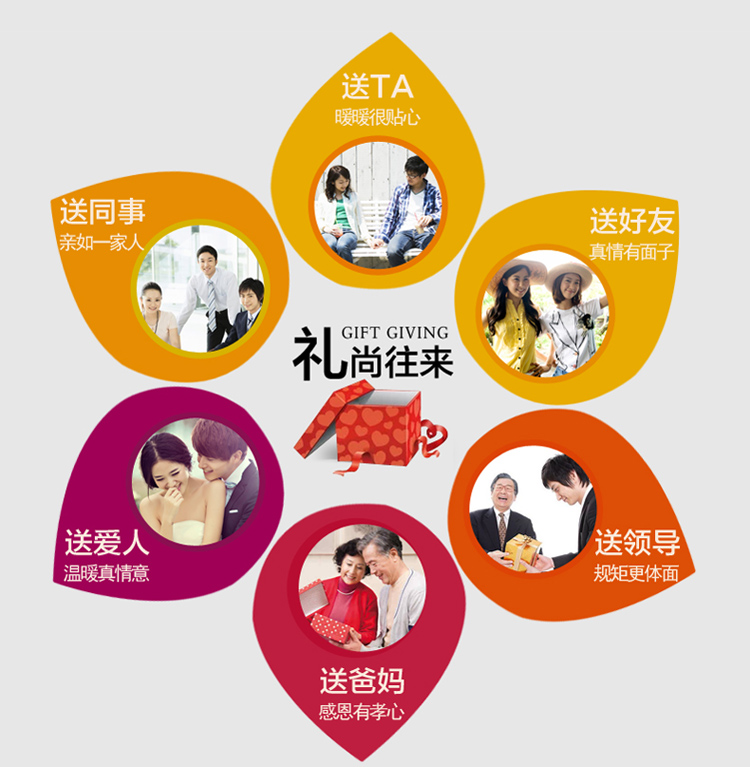 送TA
暖暖很贴心
送同事
亲如一家人
送好友
真情有面子
GIFT GIVING
礼尚往来
送爱人
温暖真情意
送领导
规矩更体面
送爸妈
感恩有孝心